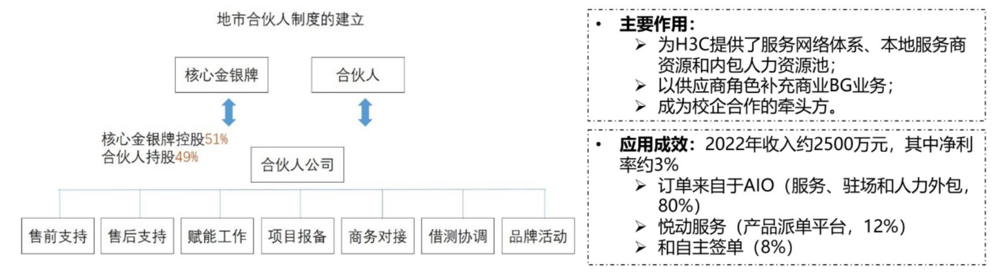 地市合伙人制度的建立
核心金银牌
合伙人
核心金银牌控股51%
合伙人持股49%
合伙人公司
售前支持
售后支持
赋能工作
项目报备
商务对接
借测协调
品牌活动
• 主要作用：
➢ 为H3C提供了服务网络体系、本地服务商
资源和内包人力资源池；
➢ 以供应商角色补充商业BG业务；
➢ 成为校企合作的牵头方。
• 应用成效：2022年收入约2500万元，其中净利
率约3%
➢ 订单来自于AIO（服务、驻场和人力外包，
80%）
➢ 悦动服务（产品派单平台，12%）
➢ 和自主签单（8%）